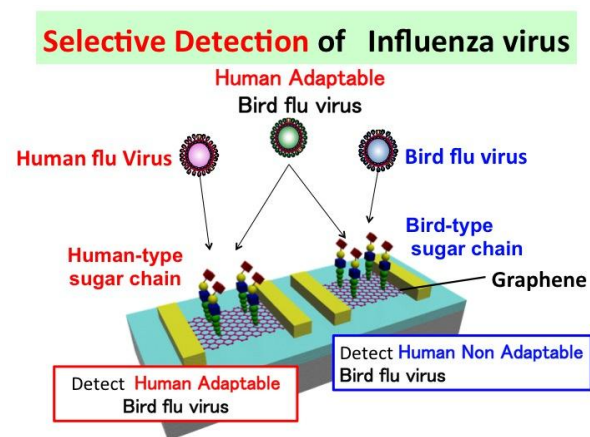 Selective Detection of Influenza virus
Human Adaptable
Bird flu virus
Human flu Virus
Bird flu virus
Human-type
sugar chain
Bird-type
sugar chain
Graphene
Detect Human Adaptable
Bird flu virus
Detect Human Non Adaptable
Bird flu virus